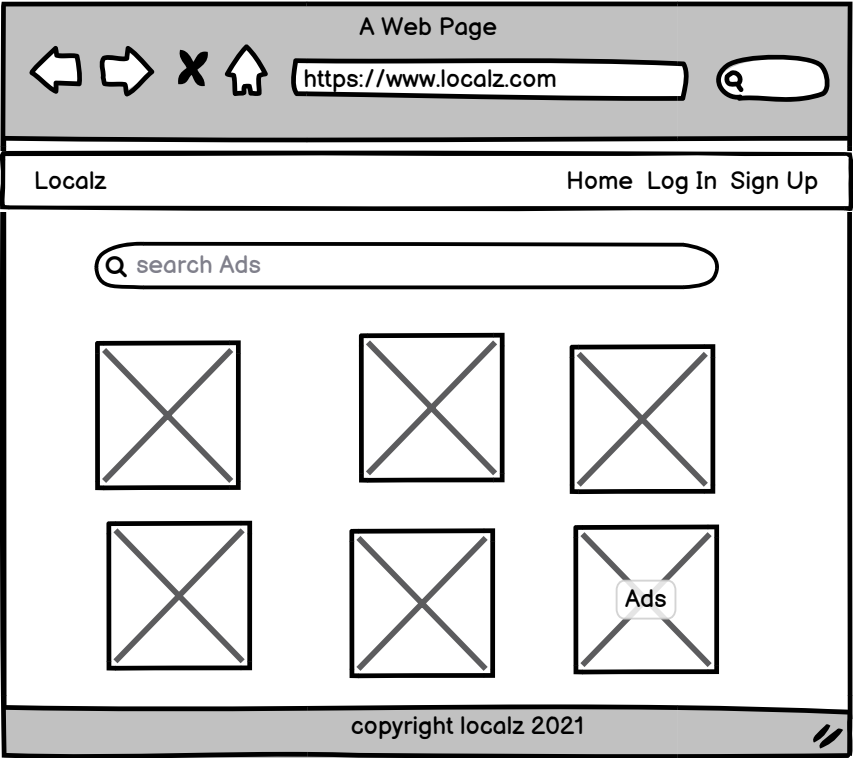 A Web Page
https://www.localz.com
Localz
Home Log In Sign Up
search Ads
Ads
copyright localz 2021